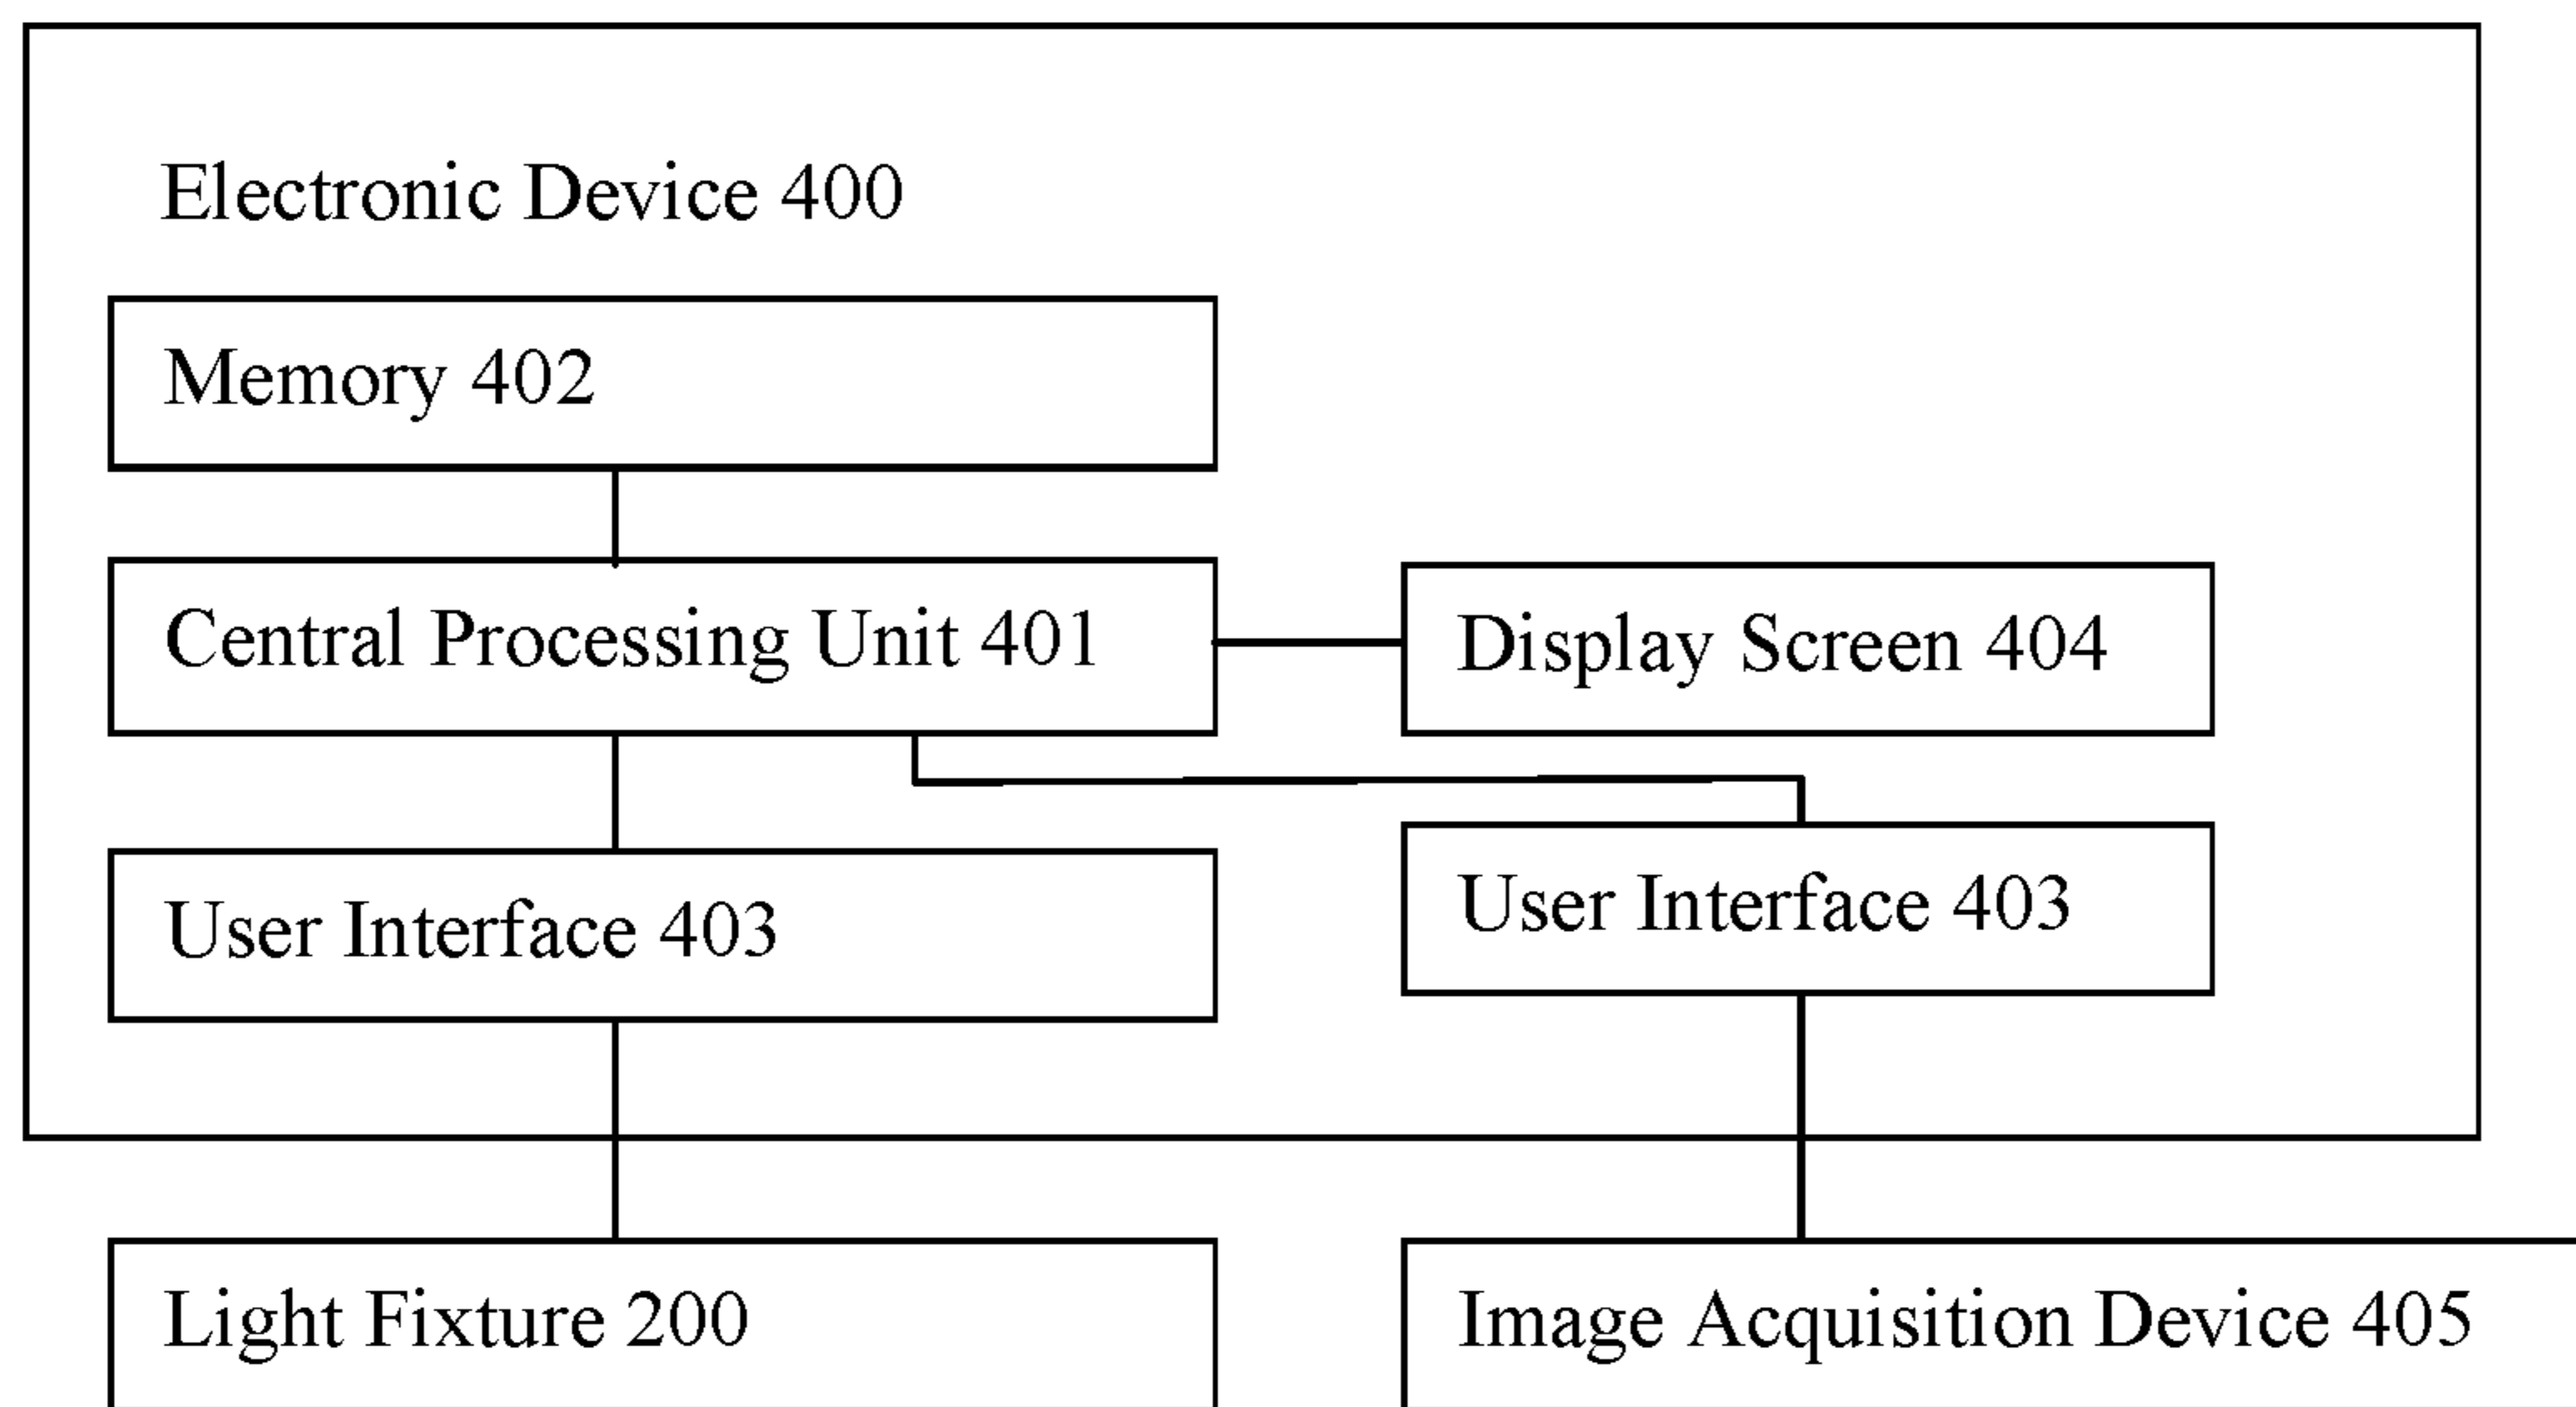 Electronic Device 400
Memory 402
Central Processing Unit 401
Display Screen 404
User Interface 403
User Interface 403
Light Fixture 200
Image Acquisition Device 405